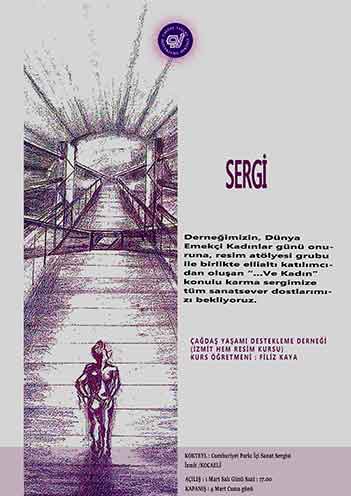 SERGİ
Derneğimizin, Dünya
Emekçi Kadınlar günü onu-
runa, resim atölyesi grubu
ile birlikte ellialtı katılımcı-
dan oluşan "...Ve Kadın"
konulu karma sergimize
tüm sanatsever dostlarımı-
zı bekliyoruz.
ÇAĞDAŞ YAŞAMI DESTEKLEME DERNEĞİ
(İZMİT HEM RESİM KURSU)
KURS ÖĞRETMENİ : FİLİZ KAYA
KOKTEYL : Cumhuriyet Parkı İçi Sanat Sergisi
İzmit /KOCAELİ
AÇILIŞ : 1 Mart Salı Günü Saat : 17.00
KAPANIŞ : 4 Mart Cuma günü